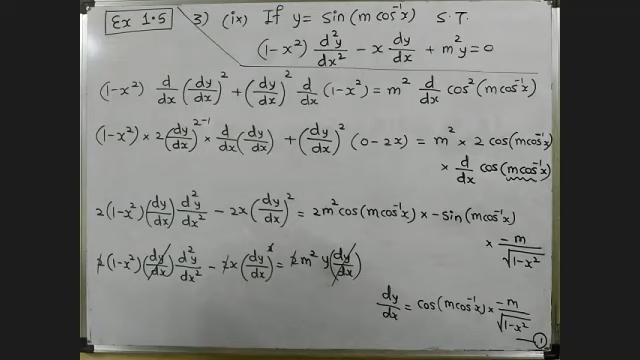 Ex 1.5 3) (ix) If y = sin(m cos⁻¹x) S.T.
(1-x²) d²y/dx² - x dy/dx + m²y = 0
(1-x²) d/dx (dy/dx)² + (dy/dx)² d/dx (1-x²) = m² d/dx cos²(m cos⁻¹x)
(1-x²) × 2(dy/dx)²⁻¹ × d/dx (dy/dx) + (dy/dx)² (0-2x) = m² × 2 cos(m cos⁻¹x)
× d/dx cos(m cos⁻¹x)
2(1-x²)(dy/dx) d²y/dx² - 2x (dy/dx)² = 2m² cos(m cos⁻¹x) × -sin(m cos⁻¹x)
× -m/√(1-x²)
2(1-x²)(dy/dx) d²y/dx² - 2x (dy/dx)² = 2m² y (dy/dx)
dy/dx = cos(m cos⁻¹x) × -m/√(1-x²)
①